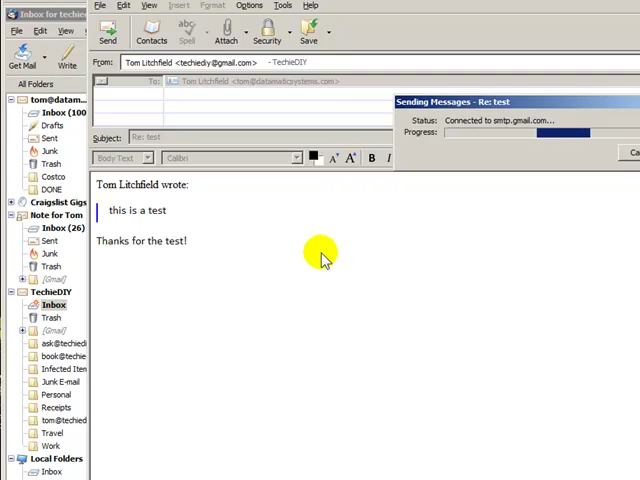 Inbox for techie
File Edit View
Get Mail Write
All Folders
tom@datam...
Inbox (100
Drafts
Sent
Junk
Trash
Costco
DONE
Craigslist Gigs
Note for Tom
Inbox (26)
Sent
Junk
Trash
[Gmail]
TechieDIY
Inbox
Trash
[Gmail]
ask@techiedi
book@techie
Infected Iten
Junk E-mail
Personal
Receipts
tom@techied
Travel
Work
Local Folders
Inbox
File Edit View Insert Format Options Tools Help
Send Contacts Spell Attach Security Save
From: Tom Litchfield <techiediy@gmail.com> - TechieDIY
To: Tom Litchfield <tom@datamaticsystems.com>
Subject: Re: test
Body Text Calibri A A B I
Tom Litchfield wrote:
this is a test
Thanks for the test!
Sending Messages - Re: test
Status: Connected to smtp.gmail.com...
Progress:
Ca